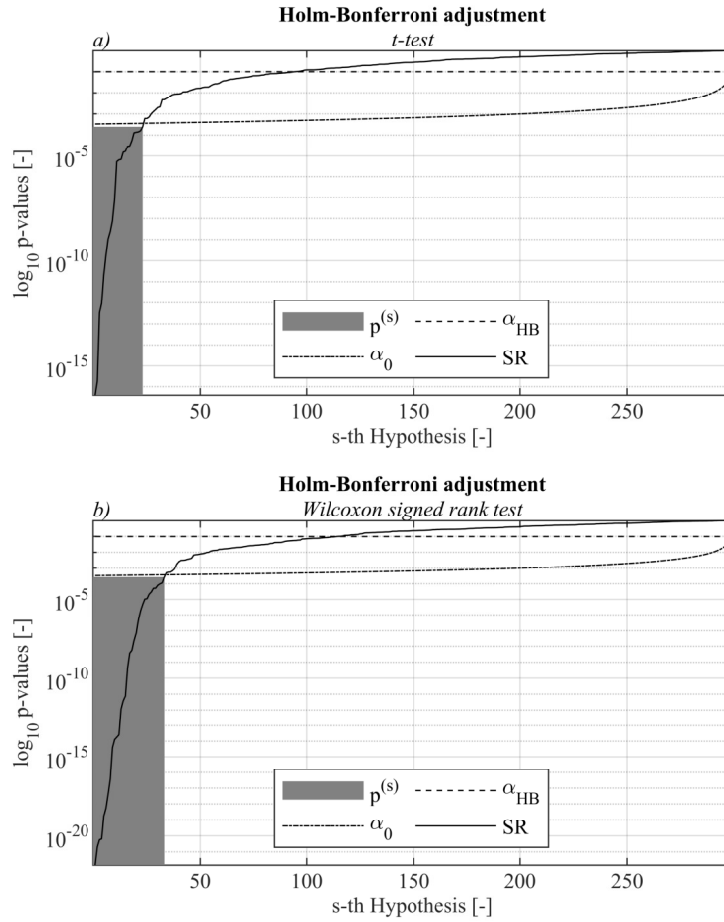 Holm-Bonferroni adjustment
a) t-test
log10 p-values [-]
10-5
10-10
10-15
p(s) αHB
α0 SR
50 100 150 200 250
s-th Hypothesis [-]
Holm-Bonferroni adjustment
b) Wilcoxon signed rank test
log10 p-values [-]
10-5
10-10
10-15
10-20
p(s) αHB
α0 SR
50 100 150 200 250
s-th Hypothesis [-]